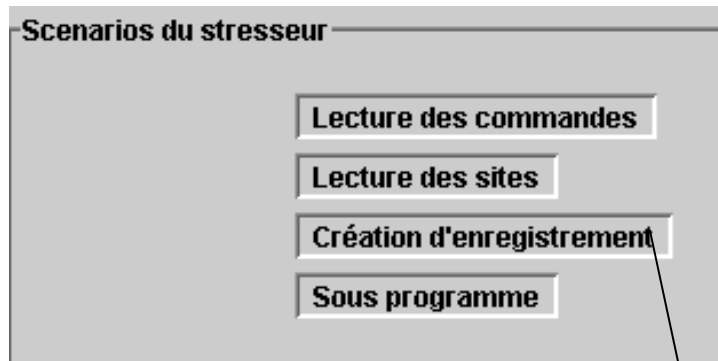 Scenarios du stresseur
Lecture des commandes
Lecture des sites
Création d'enregistrement
Sous programme